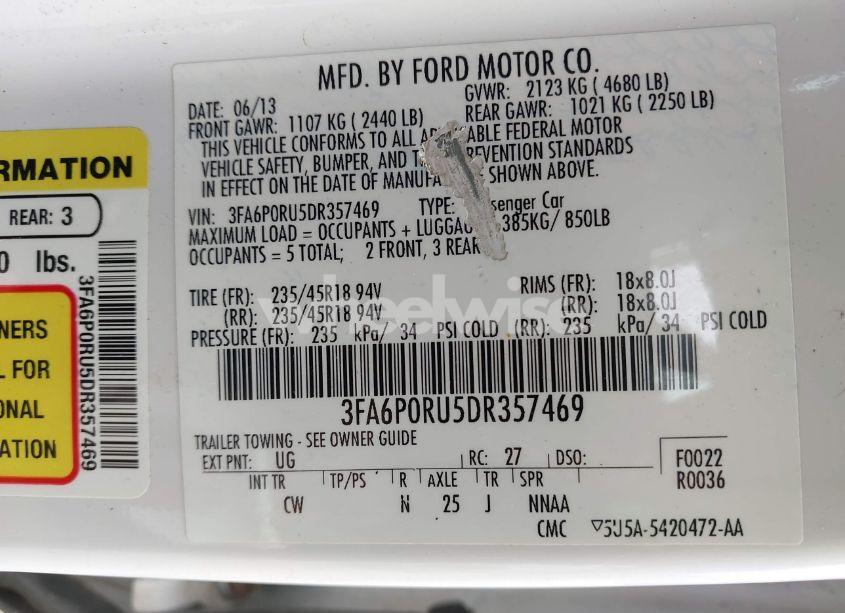 RMATION
REAR: 3
0 lbs.
NERS
L FOR
ONAL
ATION
3FA6P0RU5DR357469
MFD. BY FORD MOTOR CO.
DATE: 06/13 GVWR: 2123 KG ( 4680 LB)
FRONT GAWR: 1107 KG ( 2440 LB) REAR GAWR: 1021 KG ( 2250 LB)
THIS VEHICLE CONFORMS TO ALL AP ABLE FEDERAL MOTOR
VEHICLE SAFETY, BUMPER, AND T EVENTION STANDARDS
IN EFFECT ON THE DATE OF MANUFA SHOWN ABOVE.
VIN: 3FA6P0RU5DR357469 TYPE: senger Car
MAXIMUM LOAD = OCCUPANTS + LUGGAG 385KG/ 850LB
OCCUPANTS = 5 TOTAL; 2 FRONT, 3 REAR
TIRE (FR): 235/45R18 94V RIMS (FR): 18x8.0J
(RR): 235/45R18 94V (RR): 18x8.0J
PRESSURE (FR): 235 kPa/ 34 PSI COLD (RR): 235 kPa/ 34 PSI COLD
wheelwise
3FA6P0RU5DR357469
TRAILER TOWING - SEE OWNER GUIDE
EXT PNT: UG RC: 27 DSO: F0022
R0036
INT TR TP/PS R AXLE TR SPR
CW N 25 J NNAA
CMC 5U5A-5420472-AA